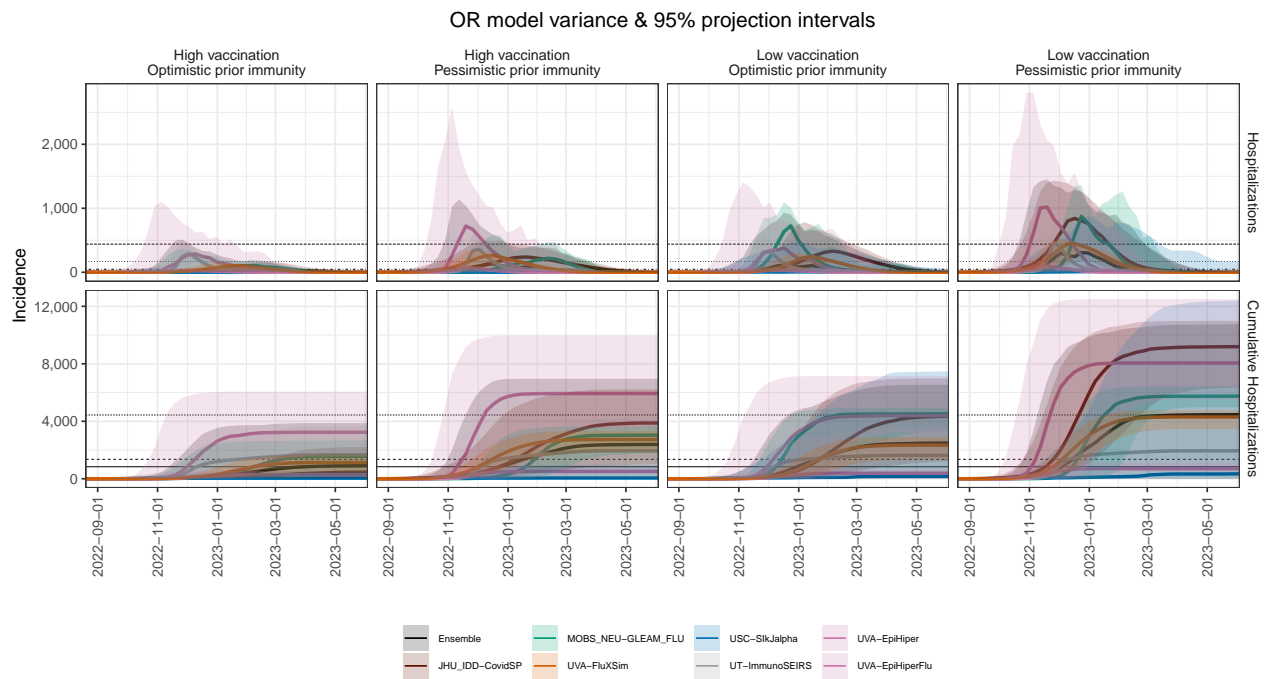 OR model variance & 95% projection intervals
High vaccination
Optimistic prior immunity
High vaccination
Pessimistic prior immunity
Low vaccination
Optimistic prior immunity
Low vaccination
Pessimistic prior immunity
Incidence
2,000
1,000
0
Hospitalizations
12,000
8,000
4,000
0
Cumulative Hospitalizations
2022−09−01
2022−11−01
2023−01−01
2023−03−01
2023−05−01
2022−09−01
2022−11−01
2023−01−01
2023−03−01
2023−05−01
2022−09−01
2022−11−01
2023−01−01
2023−03−01
2023−05−01
2022−09−01
2022−11−01
2023−01−01
2023−03−01
2023−05−01
Ensemble
MOBS_NEU−GLEAM_FLU
USC−SIkJalpha
UVA−EpiHiper
JHU_IDD−CovidSP
UVA−FluXSim
UT−ImmunoSEIRS
UVA−EpiHiperFlu